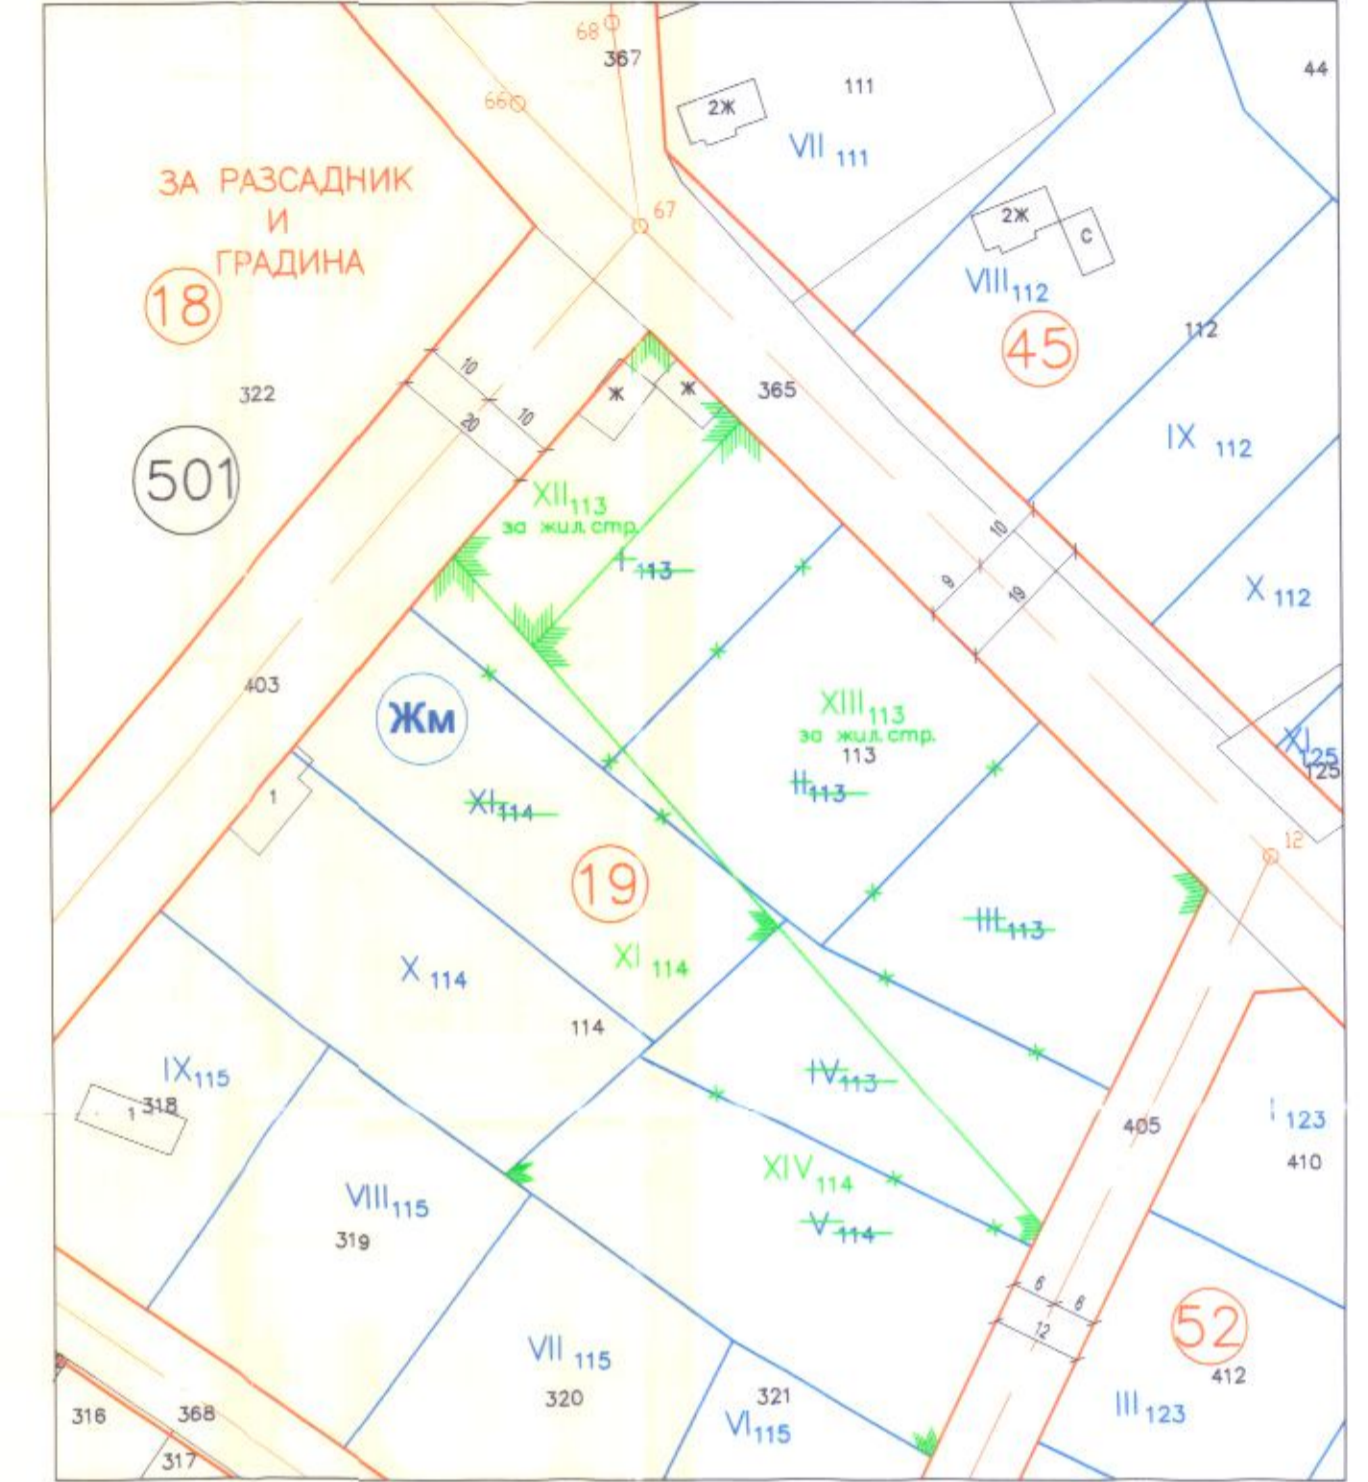 68
367
66
67
2Ж
111
VII 111
44
ЗА РАЗСАДНИК
И
ГРАДИНА
18
322
501
2Ж
С
VIII 112
45
112
IX 112
X 112
XI 125
125
365
10
10
20
Ж
Ж
XII 113
за жил. стр.
I 113
10
9
19
403
Жм
XIII 113
за жил. стр.
113
II 113
1
XI 114
19
12
III 113
XI 114
X 114
114
IX 115
1
318
IV 113
405
I 123
410
XIV 114
V 114
VIII 115
319
6
6
12
52
412
III 123
VII 115
320
321
VI 115
316
368
317